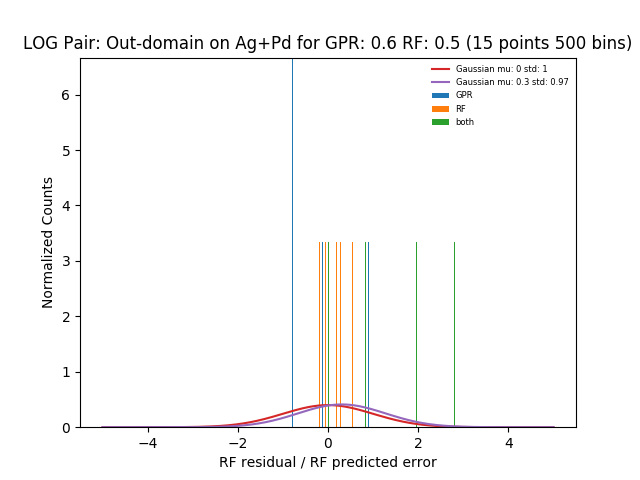 LOG Pair: Out-domain on Ag+Pd for GPR: 0.6 RF: 0.5 (15 points 500 bins)
Gaussian mu: 0 std: 1
Gaussian mu: 0.3 std: 0.97
GPR
RF
both
6
5
4
3
2
1
0
Normalized Counts
−4 −2 0 2 4
RF residual / RF predicted error